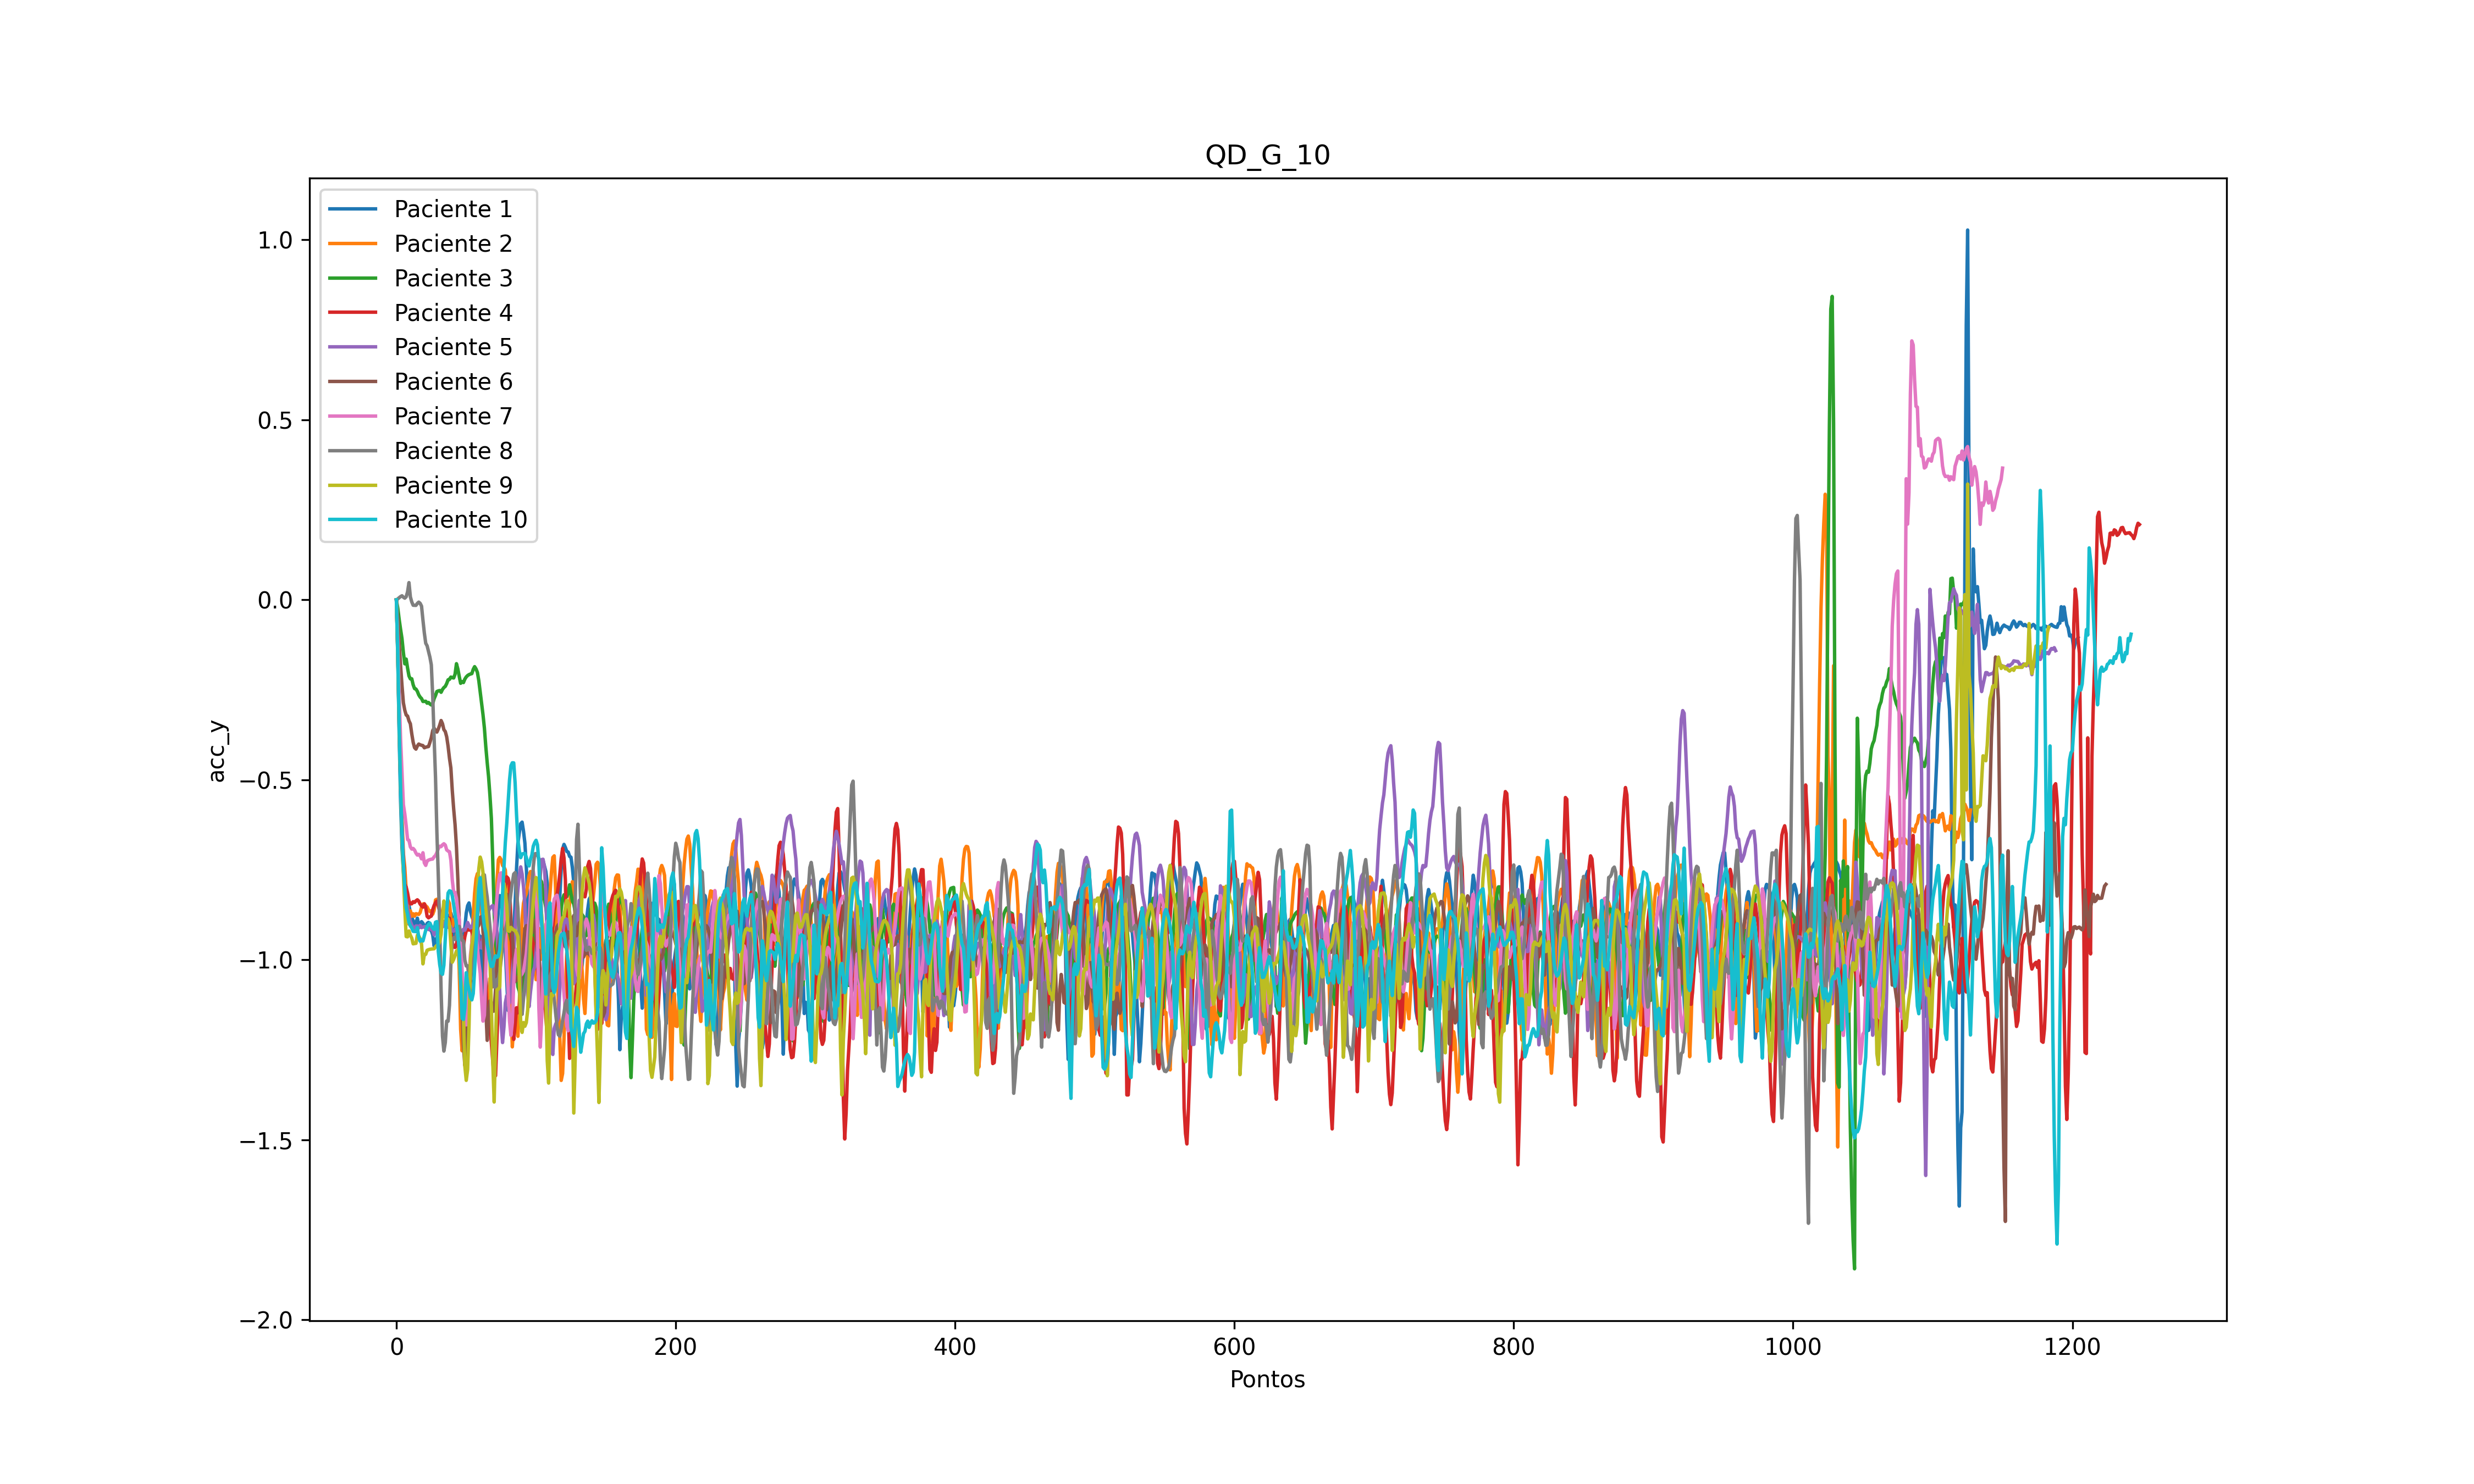 QD_G_10
Paciente 1
Paciente 2
Paciente 3
Paciente 4
Paciente 5
Paciente 6
Paciente 7
Paciente 8
Paciente 9
Paciente 10
1.0
0.5
0.0
−0.5
−1.0
−1.5
−2.0
acc_y
0 200 400 600 800 1000 1200
Pontos